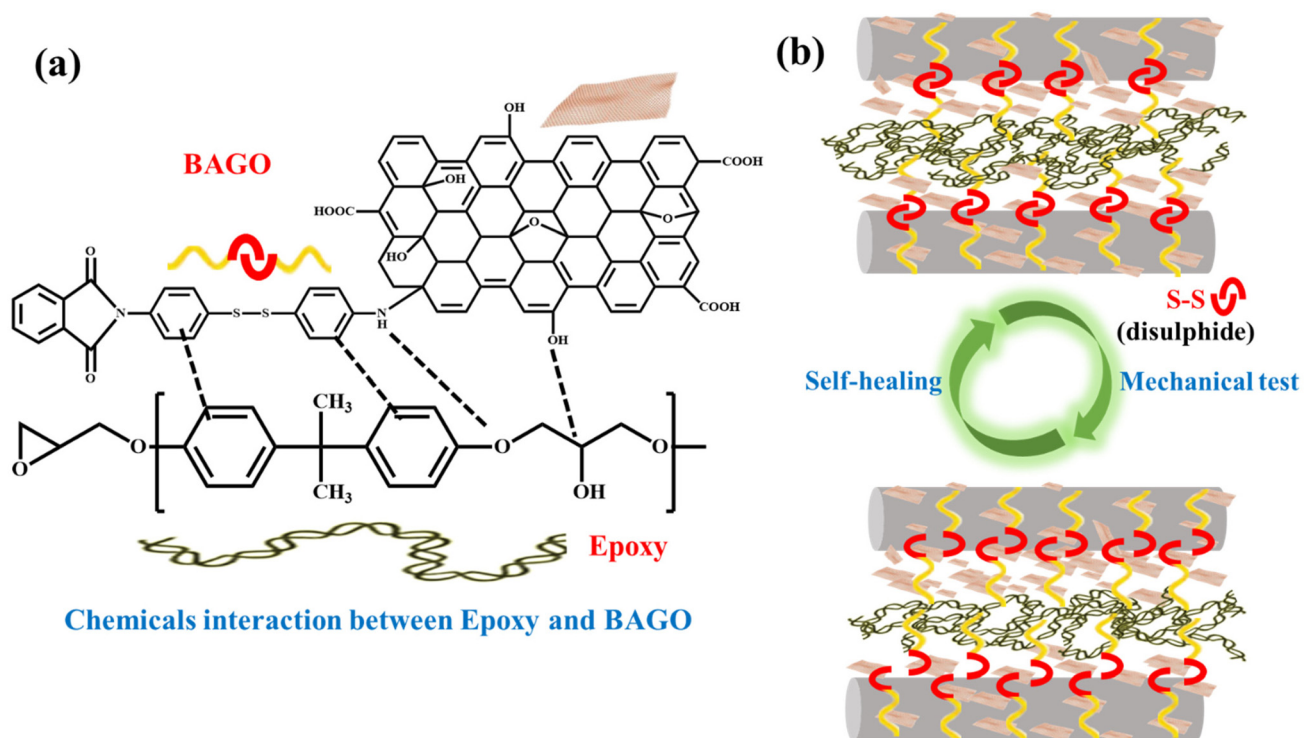 (a)
BAGO
OH
COOH
OH
HOOC
O
O
HO
COOH
O
N
S
S
N
H
O
OH
CH₃
O
O
O
O
CH₃
OH
Epoxy
Chemicals interaction between Epoxy and BAGO
(b)
S-S
(disulphide)
Self-healing
Mechanical test